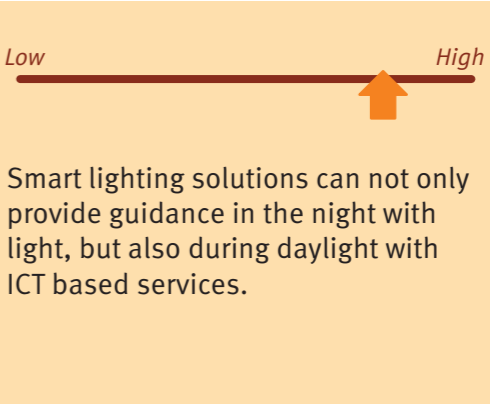 Low High
Smart lighting solutions can not only
provide guidance in the night with
light, but also during daylight with
ICT based services.